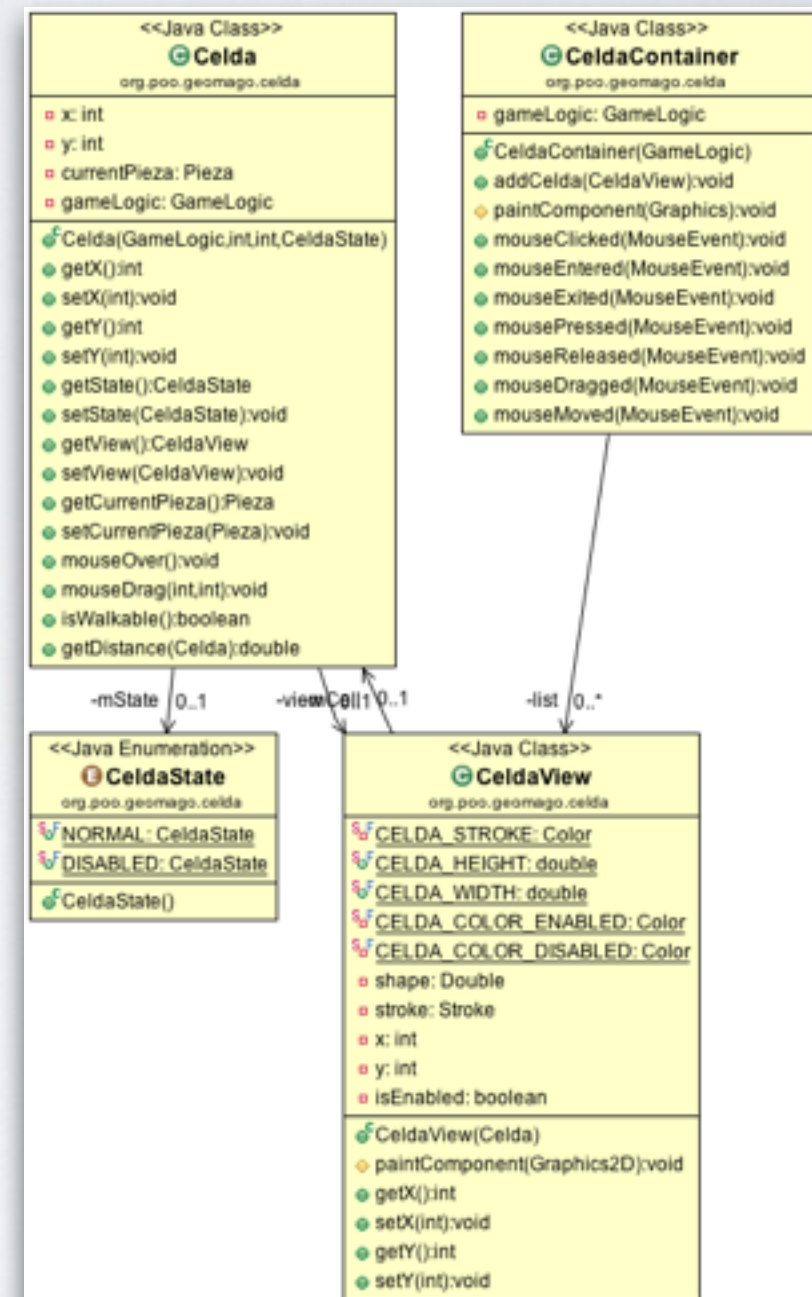 <<Java Class>>
Celda
org.poo.geomago.celda
x: int
y: int
currentPieza: Pieza
gameLogic: GameLogic
Celda(GameLogic,int,int,CeldaState)
getX():int
setX(int):void
getY():int
setY(int):void
getState():CeldaState
setState(CeldaState):void
getView():CeldaView
setView(CeldaView):void
getCurrentPieza():Pieza
setCurrentPieza(Pieza):void
mouseOver():void
mouseDrag(int,int):void
isWalkable():boolean
getDistance(Celda):double
<<Java Class>>
CeldaContainer
org.poo.geomago.celda
gameLogic: GameLogic
CeldaContainer(GameLogic)
addCelda(CeldaView):void
paintComponent(Graphics):void
mouseClicked(MouseEvent):void
mouseEntered(MouseEvent):void
mouseExited(MouseEvent):void
mousePressed(MouseEvent):void
mouseReleased(MouseEvent):void
mouseDragged(MouseEvent):void
mouseMoved(MouseEvent):void
-mState 0..1
0..1
-list 0..*
<<Java Enumeration>>
CeldaState
org.poo.geomago.celda
NORMAL: CeldaState
DISABLED: CeldaState
CeldaState()
<<Java Class>>
CeldaView
org.poo.geomago.celda
CELDA_STROKE: Color
CELDA_HEIGHT: double
CELDA_WIDTH: double
CELDA_COLOR_ENABLED: Color
CELDA_COLOR_DISABLED: Color
shape: Double
stroke: Stroke
x: int
y: int
isEnabled: boolean
CeldaView(Celda)
paintComponent(Graphics2D):void
getX():int
setX(int):void
getY():int
setY(int):void